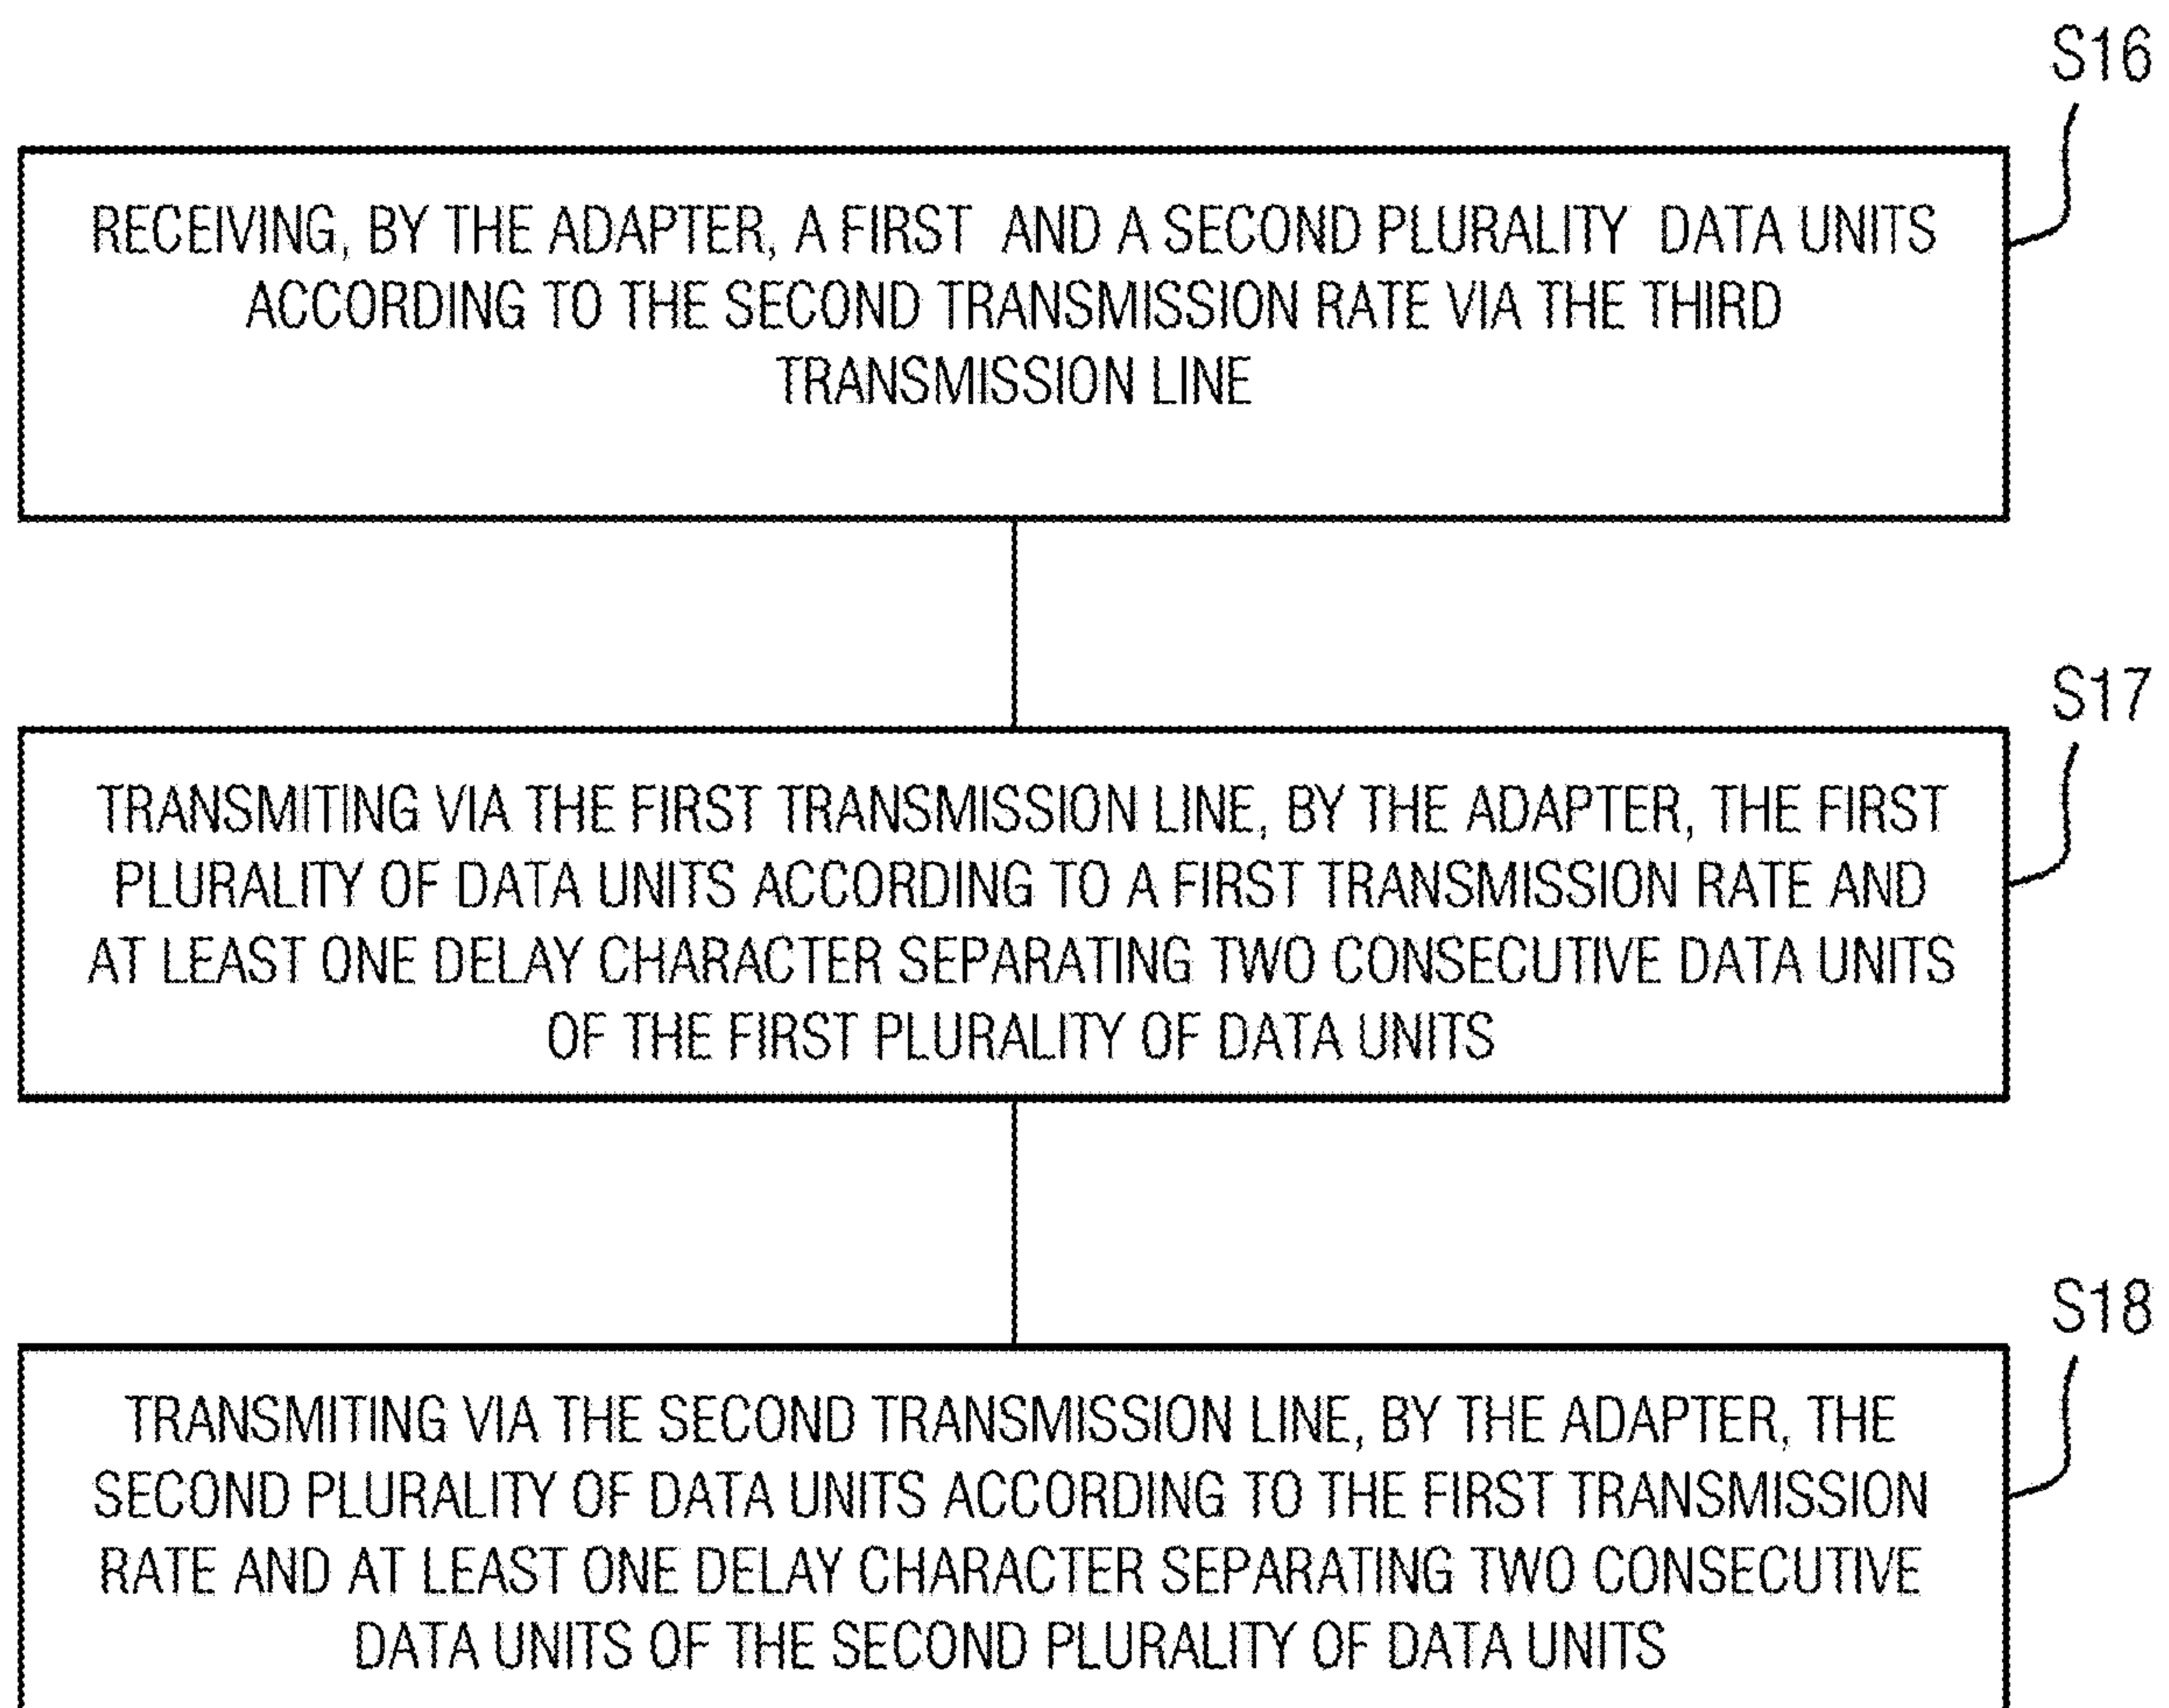 S16
RECEIVING, BY THE ADAPTER, A FIRST AND A SECOND PLURALITY DATA UNITS
ACCORDING TO THE SECOND TRANSMISSION RATE VIA THE THIRD
TRANSMISSION LINE
S17
TRANSMITING VIA THE FIRST TRANSMISSION LINE, BY THE ADAPTER, THE FIRST
PLURALITY OF DATA UNITS ACCORDING TO A FIRST TRANSMISSION RATE AND
AT LEAST ONE DELAY CHARACTER SEPARATING TWO CONSECUTIVE DATA UNITS
OF THE FIRST PLURALITY OF DATA UNITS
S18
TRANSMITING VIA THE SECOND TRANSMISSION LINE, BY THE ADAPTER, THE
SECOND PLURALITY OF DATA UNITS ACCORDING TO THE FIRST TRANSMISSION
RATE AND AT LEAST ONE DELAY CHARACTER SEPARATING TWO CONSECUTIVE
DATA UNITS OF THE SECOND PLURALITY OF DATA UNITS